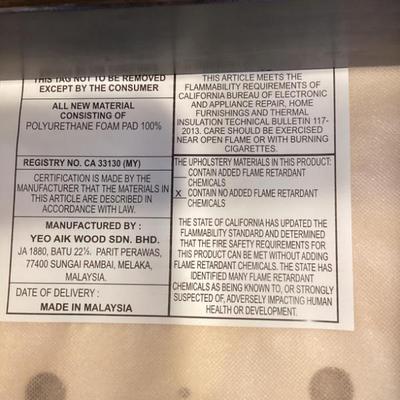 THIS TAG NOT TO BE REMOVED
EXCEPT BY THE CONSUMER
ALL NEW MATERIAL
CONSISTING OF
POLYURETHANE FOAM PAD 100%
REGISTRY NO. CA 33130 (MY)
CERTIFICATION IS MADE BY THE
MANUFACTURER THAT THE MATERIALS IN
THIS ARTICLE ARE DESCRIBED IN
ACCORDANCE WITH LAW.
MANUFACTURED BY :
YEO AIK WOOD SDN. BHD.
JA 1880, BATU 22½. PARIT PERAWAS,
77400 SUNGAI RAMBAI, MELAKA,
MALAYSIA.
DATE OF DELIVERY :
MADE IN MALAYSIA
THIS ARTICLE MEETS THE
FLAMMABILITY REQUIREMENTS OF
CALIFORNIA BUREAU OF ELECTRONIC
AND APPLIANCE REPAIR, HOME
FURNISHINGS AND THERMAL
INSULATION TECHNICAL BULLETIN 117-
2013. CARE SHOULD BE EXERCISED
NEAR OPEN FLAME OR WITH BURNING
CIGARETTES.
THE UPHOLSTERY MATERIALS IN THIS PRODUCT:
CONTAIN ADDED FLAME RETARDANT
CHEMICALS
X CONTAIN NO ADDED FLAME RETARDANT
CHEMICALS
THE STATE OF CALIFORNIA HAS UPDATED THE
FLAMMABILITY STANDARD AND DETERMINED
THAT THE FIRE SAFETY REQUIREMENTS FOR
THIS PRODUCT CAN BE MET WITHOUT ADDING
FLAME RETARDANT CHEMICALS. THE STATE HAS
IDENTIFIED MANY FLAME RETARDANT
CHEMICALS AS BEING KNOWN TO, OR STRONGLY
SUSPECTED OF, ADVERSELY IMPACTING HUMAN
HEALTH OR DEVELOPMENT.